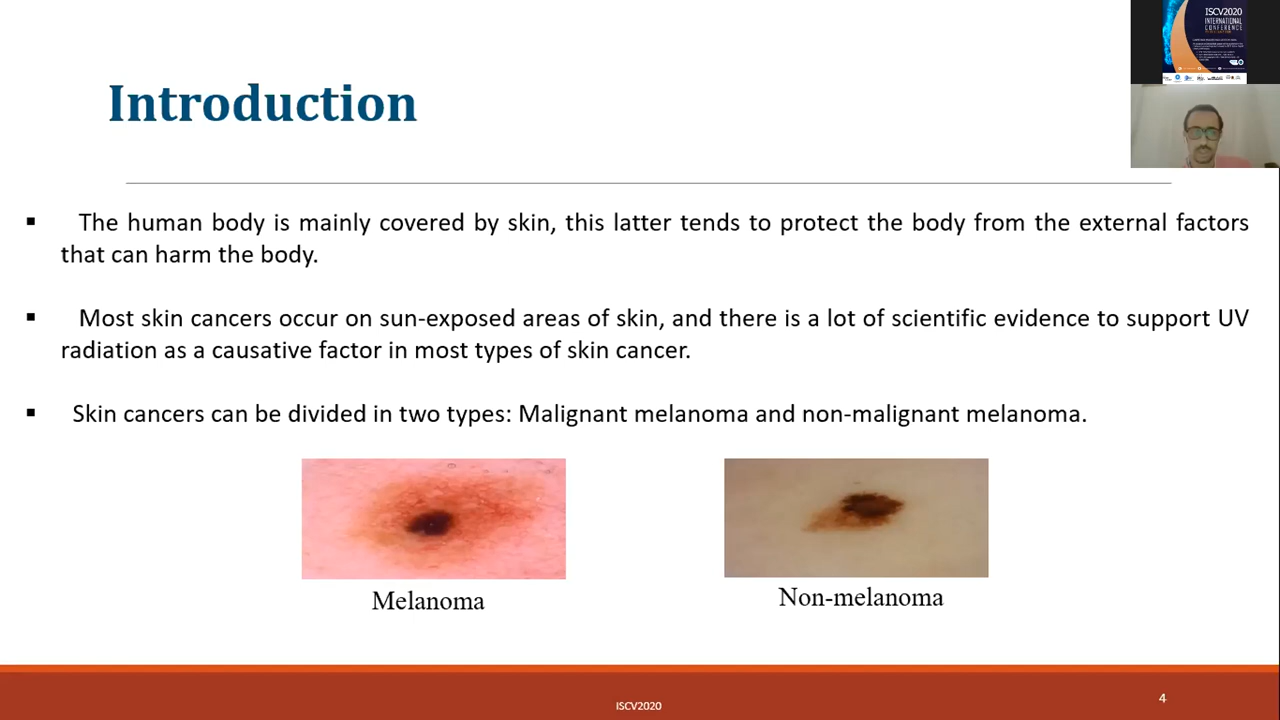 ISCV2020
INTERNATIONAL
CONFERENCE
Introduction
▪ The human body is mainly covered by skin, this latter tends to protect the body from the external factors
that can harm the body.
▪ Most skin cancers occur on sun-exposed areas of skin, and there is a lot of scientific evidence to support UV
radiation as a causative factor in most types of skin cancer.
▪ Skin cancers can be divided in two types: Malignant melanoma and non-malignant melanoma.
Melanoma
Non-melanoma
ISCV2020
4